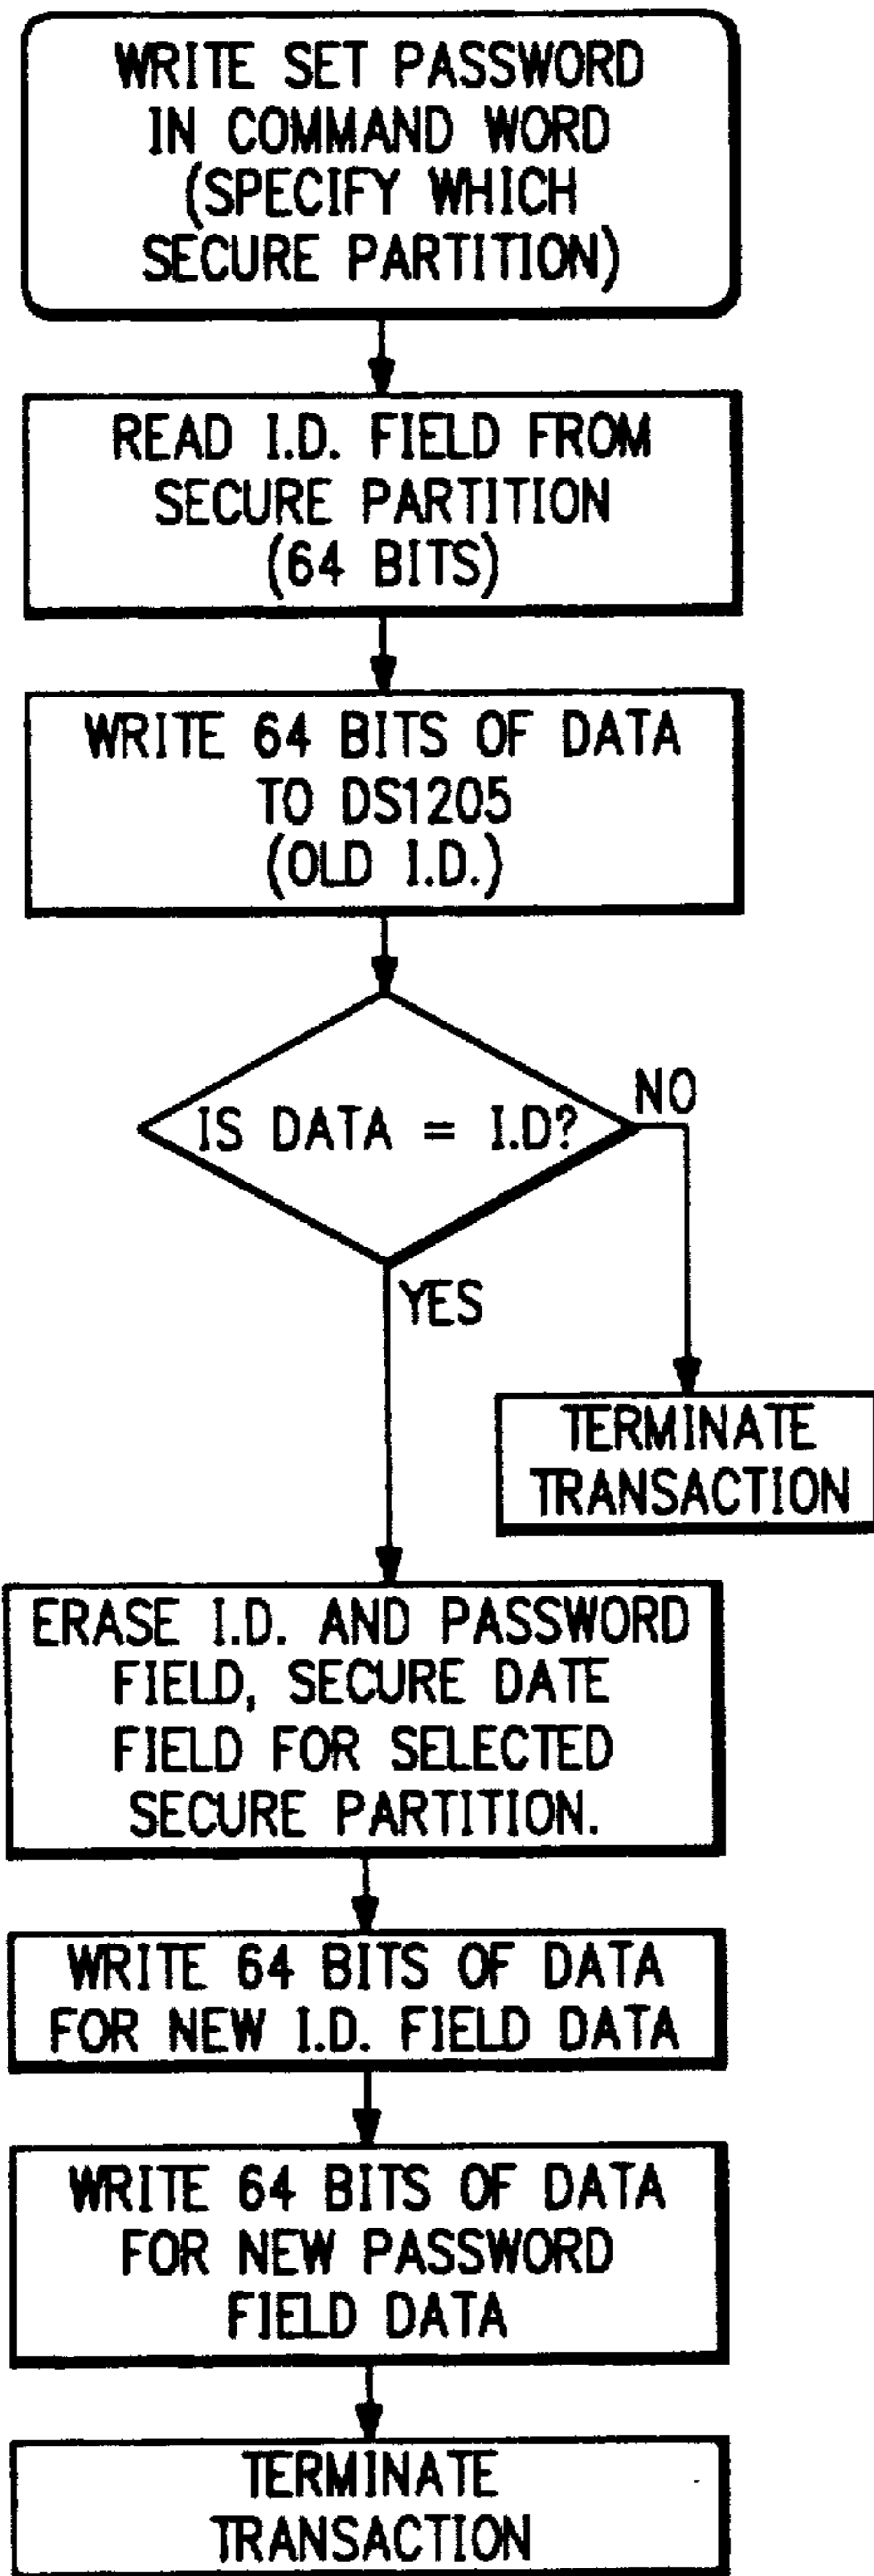 WRITE SET PASSWORD
IN COMMAND WORD
(SPECIFY WHICH
SECURE PARTITION)
READ I.D. FIELD FROM
SECURE PARTITION
(64 BITS)
WRITE 64 BITS OF DATA
TO DS1205
(OLD I.D.)
IS DATA = I.D?
NO
YES
TERMINATE
TRANSACTION
ERASE I.D. AND PASSWORD
FIELD, SECURE DATE
FIELD FOR SELECTED
SECURE PARTITION.
WRITE 64 BITS OF DATA
FOR NEW I.D. FIELD DATA
WRITE 64 BITS OF DATA
FOR NEW PASSWORD
FIELD DATA
TERMINATE
TRANSACTION